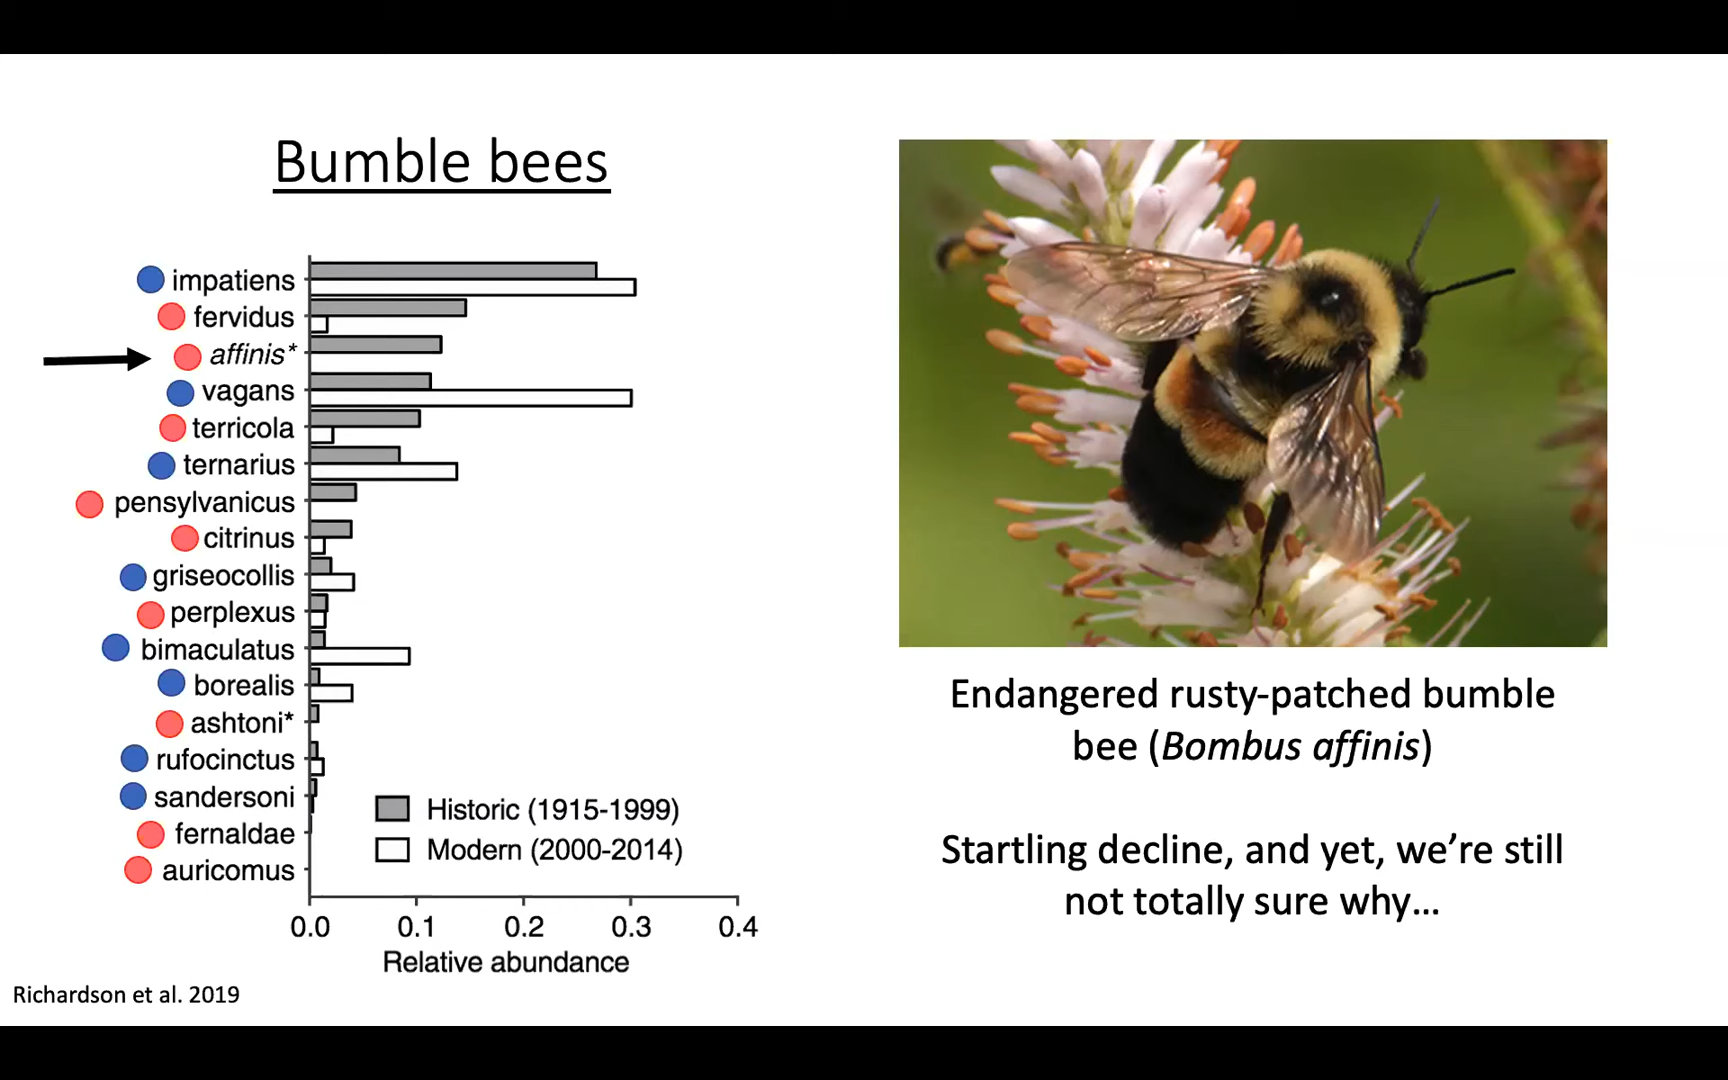 Bumble bees
impatiens
fervidus
affinis*
vagans
terricola
ternarius
pensylvanicus
citrinus
griseocollis
perplexus
bimaculatus
borealis
ashtoni*
rufocinctus
sandersoni
fernaldae
auricomus
Historic (1915-1999)
Modern (2000-2014)
0.0 0.1 0.2 0.3 0.4
Relative abundance
Richardson et al. 2019
Endangered rusty-patched bumble
bee (Bombus affinis)
Startling decline, and yet, we’re still
not totally sure why…